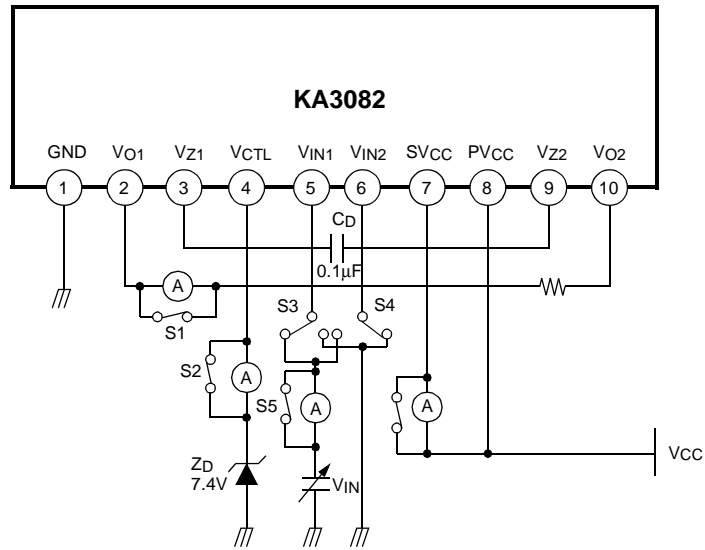 KA3082
GND VO1 VZ1 VCTL VIN1 VIN2 SVCC PVCC VZ2 VO2
1 2 3 4 5 6 7 8 9 10
CD
0.1μF
A
S1
S3 S4
S2 A
S5 A A
ZD
7.4V
VIN
VCC